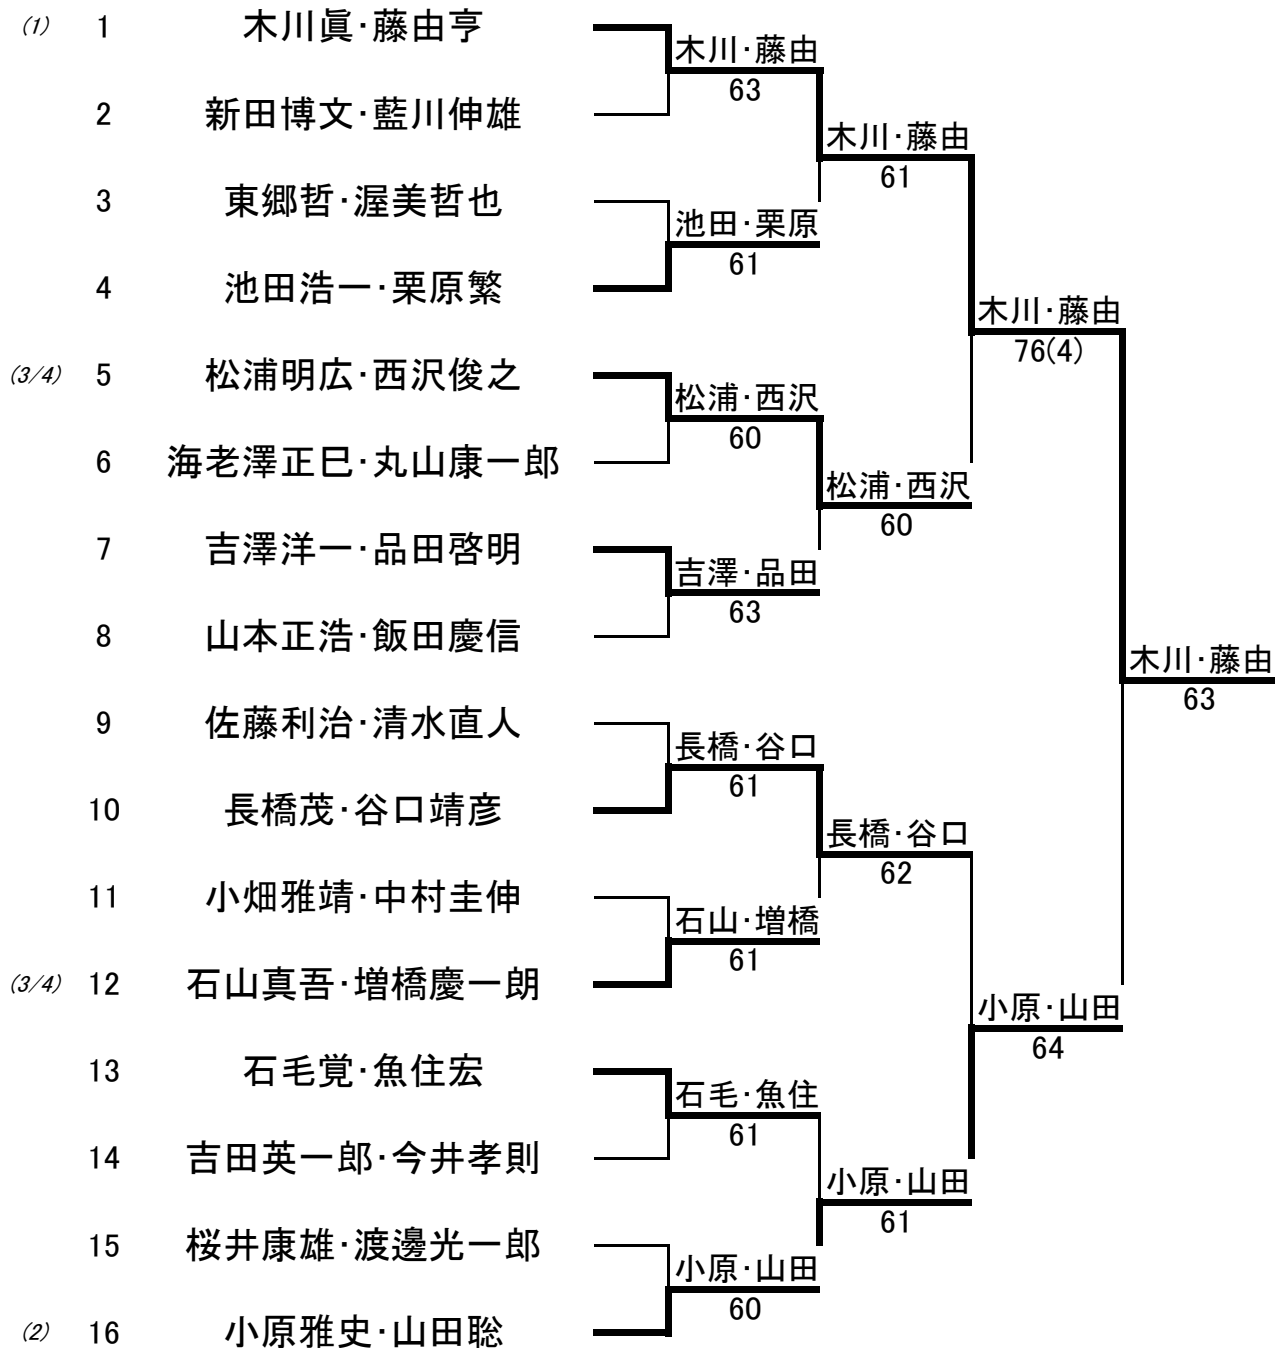 (1) 1 木川眞･藤由亨
木川･藤由
63
2 新田博文･藍川伸雄
木川･藤由
61
3 東郷哲･渥美哲也
池田･栗原
61
4 池田浩一･栗原繁
木川･藤由
76(4)
(3/4) 5 松浦明広･西沢俊之
松浦･西沢
60
6 海老澤正巳･丸山康一郎
松浦･西沢
60
7 吉澤洋一･品田啓明
吉澤･品田
63
8 山本正浩･飯田慶信
木川･藤由
63
9 佐藤利治･清水直人
長橋･谷口
61
10 長橋茂･谷口靖彦
長橋･谷口
62
11 小畑雅靖･中村圭伸
石山･増橋
61
(3/4) 12 石山真吾･増橋慶一朗
小原･山田
64
13 石毛覚･魚住宏
石毛･魚住
61
14 吉田英一郎･今井孝則
小原･山田
61
15 桜井康雄･渡邊光一郎
小原･山田
60
(2) 16 小原雅史･山田聡